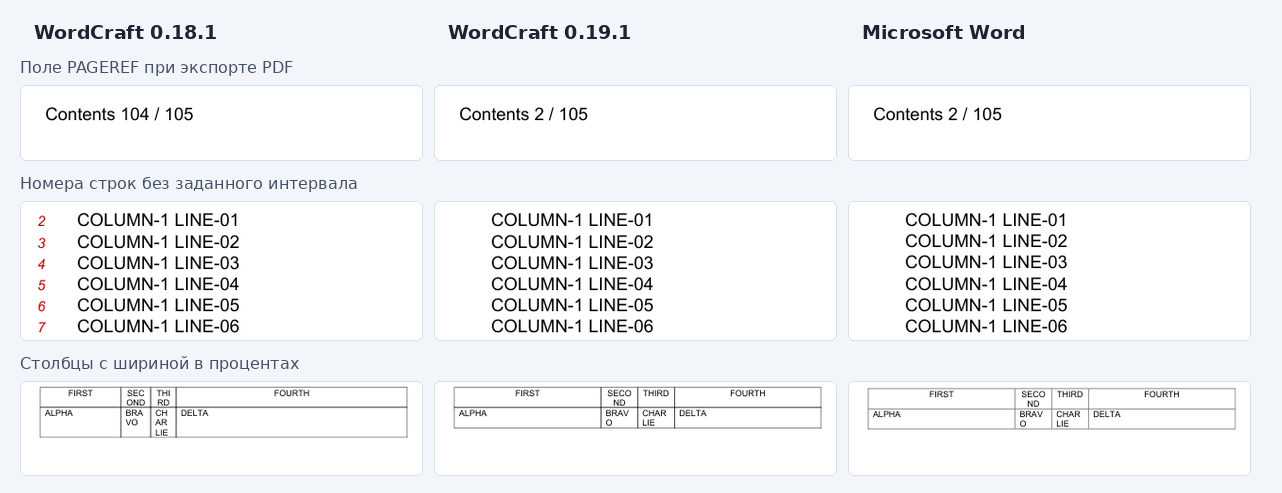 WordCraft 0.18.1 WordCraft 0.19.1 Microsoft Word
Поле PAGEREF при экспорте PDF
Contents 104 / 105 Contents 2 / 105 Contents 2 / 105
Номера строк без заданного интервала
2 COLUMN-1 LINE-01 COLUMN-1 LINE-01 COLUMN-1 LINE-01
3 COLUMN-1 LINE-02 COLUMN-1 LINE-02 COLUMN-1 LINE-02
4 COLUMN-1 LINE-03 COLUMN-1 LINE-03 COLUMN-1 LINE-03
5 COLUMN-1 LINE-04 COLUMN-1 LINE-04 COLUMN-1 LINE-04
6 COLUMN-1 LINE-05 COLUMN-1 LINE-05 COLUMN-1 LINE-05
7 COLUMN-1 LINE-06 COLUMN-1 LINE-06 COLUMN-1 LINE-06
Столбцы с шириной в процентах
FIRST SEC THI FOURTH FIRST SECO THIRD FOURTH FIRST SECO THIRD FOURTH
OND RD ND ND
ALPHA BRA CH DELTA ALPHA BRAV CHAR DELTA ALPHA BRAV CHAR DELTA
VO AR O LIE O LIE
LIE